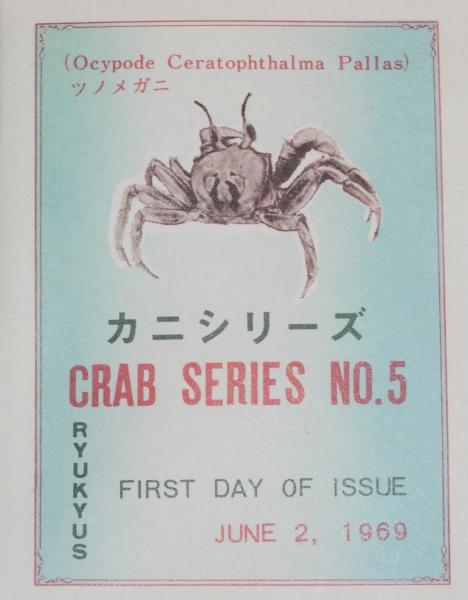 (Ocypode Ceratophthalma Pallas)
ツノメガニ
カニシリーズ
CRAB SERIES NO.5
RYUKYUS
FIRST DAY OF ISSUE
JUNE 2, 1969